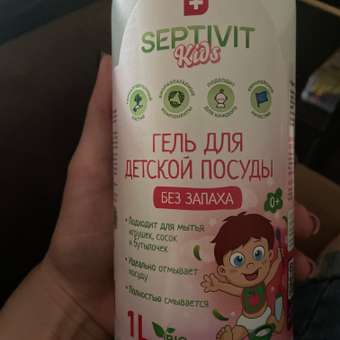 SEPTIVIT
Kids
ГЕЛЬ ДЛЯ
ДЕТСКОЙ ПОСУДЫ
БЕЗ ЗАПАХА
0+
• Подходит для мытья
игрушек, сосок
и бутылочек
• Идеально отмывает
посуду
• Полностью смывается
1L
BIO